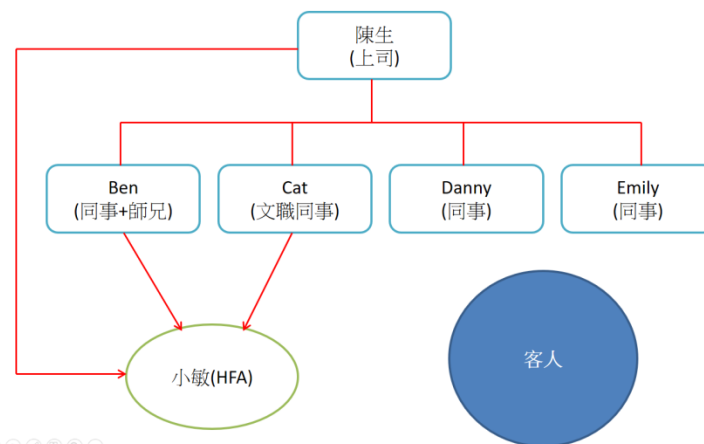 陳生
(上司)
Ben
(同事+師兄)
Cat
(文職同事)
Danny
(同事)
Emily
(同事)
小敏(HFA)
客人